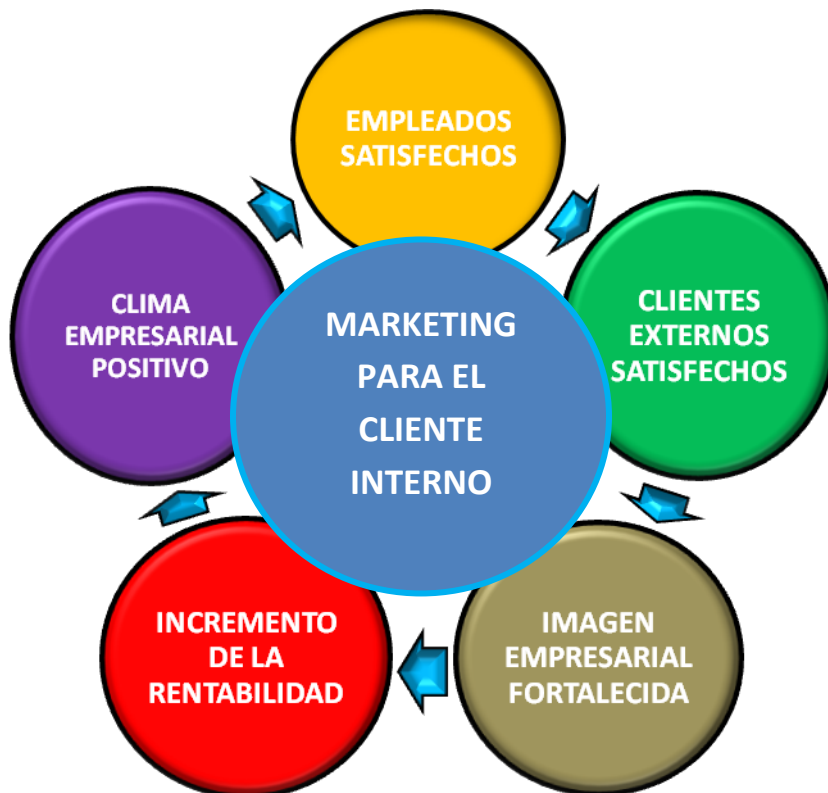 EMPLEADOS
SATISFECHOS
CLIENTES
EXTERNOS
SATISFECHOS
IMAGEN
EMPRESARIAL
FORTALECIDA
INCREMENTO
DE LA
RENTABILIDAD
CLIMA
EMPRESARIAL
POSITIVO
MARKETING
PARA EL
CLIENTE
INTERNO